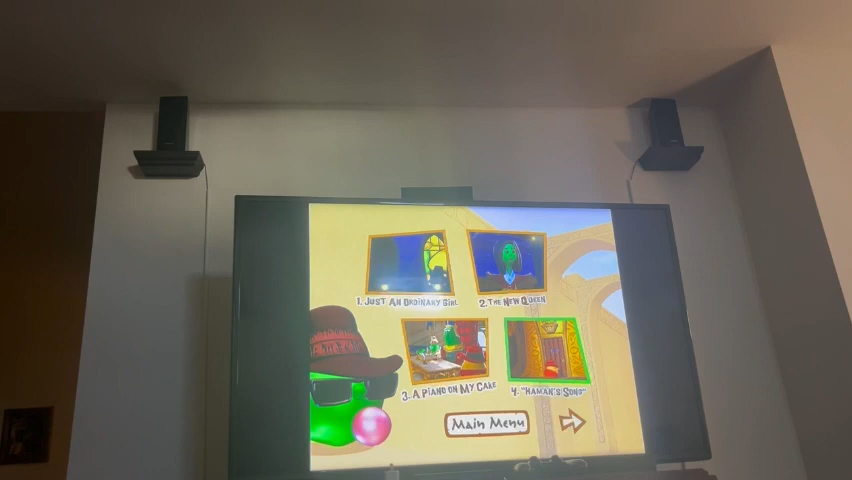 1. JUST AN ORDINARY GIRL
2. THE NEW QUEEN
3. A PIANO ON MY CAKE
4. "HAMAN'S SONG"
Main Menu